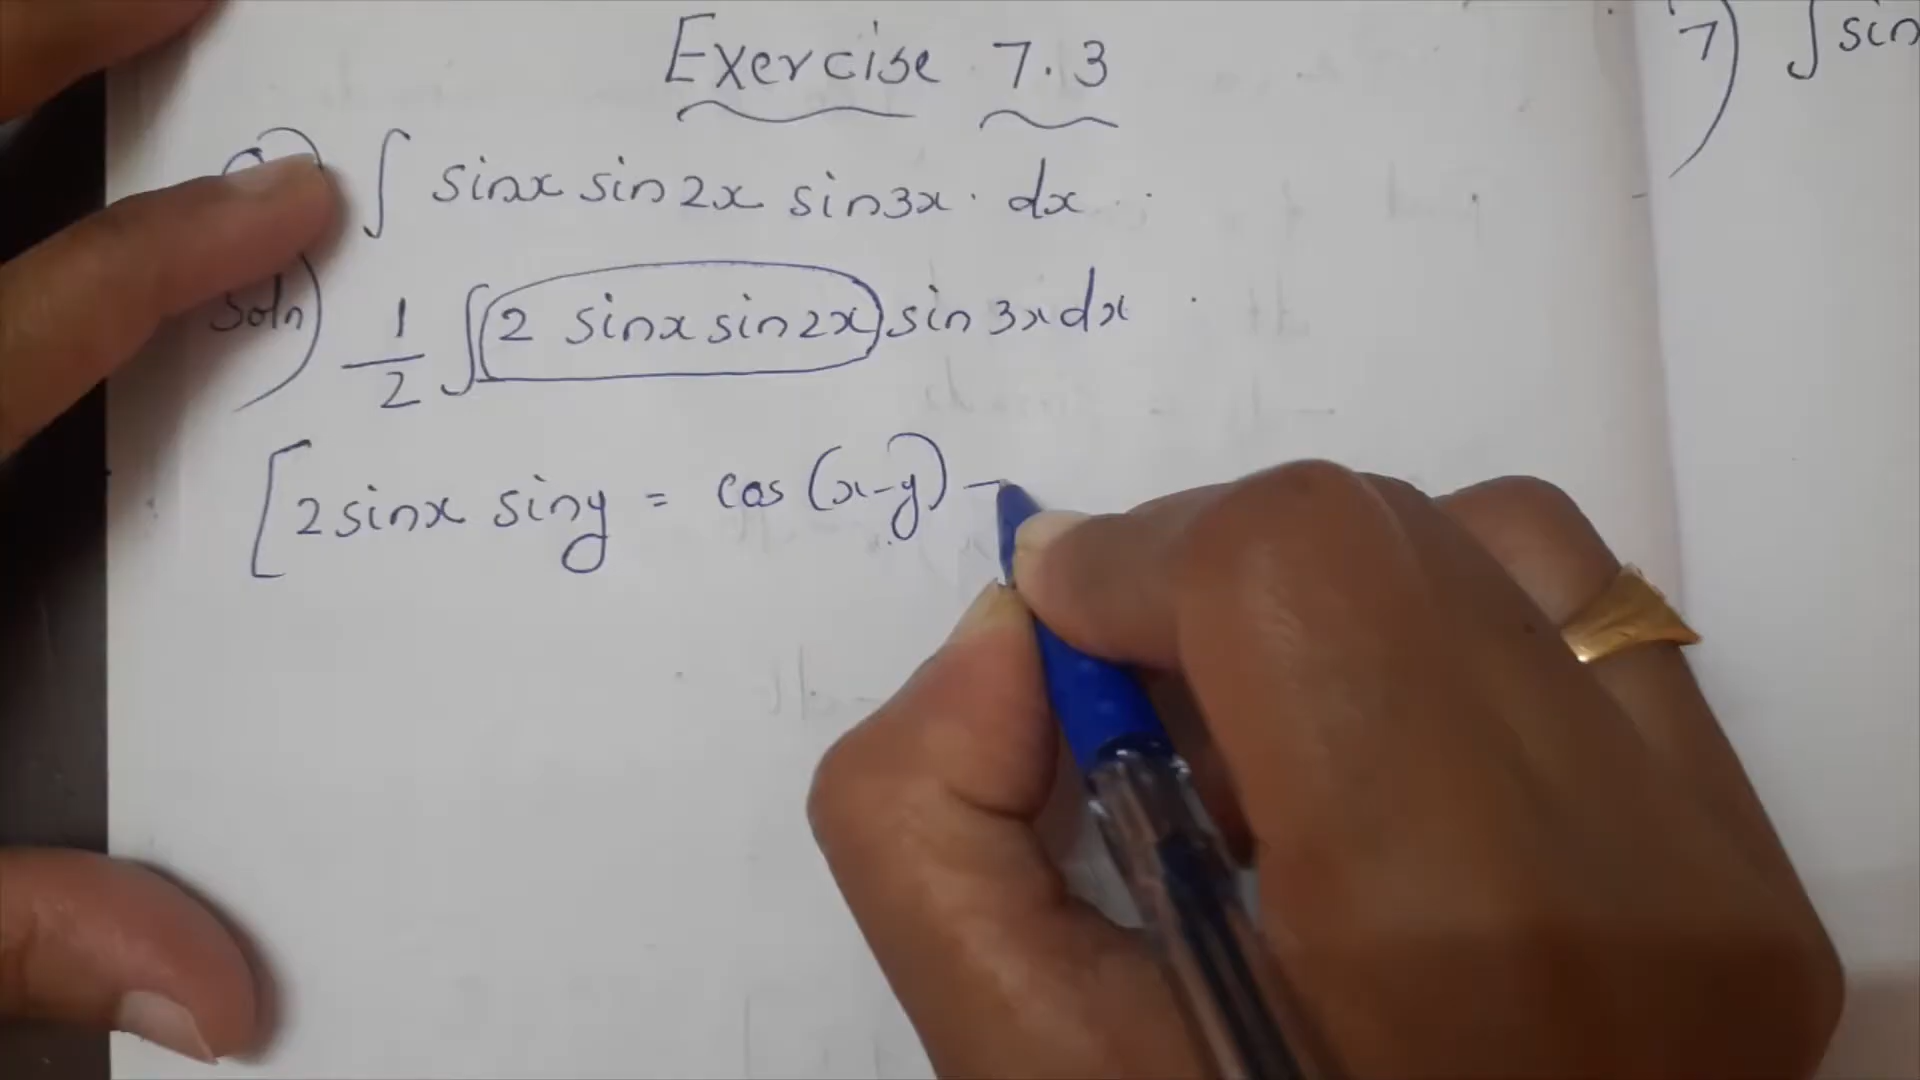 Exercise 7.3
∫ sinx sin2x sin3x. dx
Soln) 1/2 ∫(2 sinx sin2x) sin3x dx
[2sinx siny = cos (x-y) -
7) ∫ sin